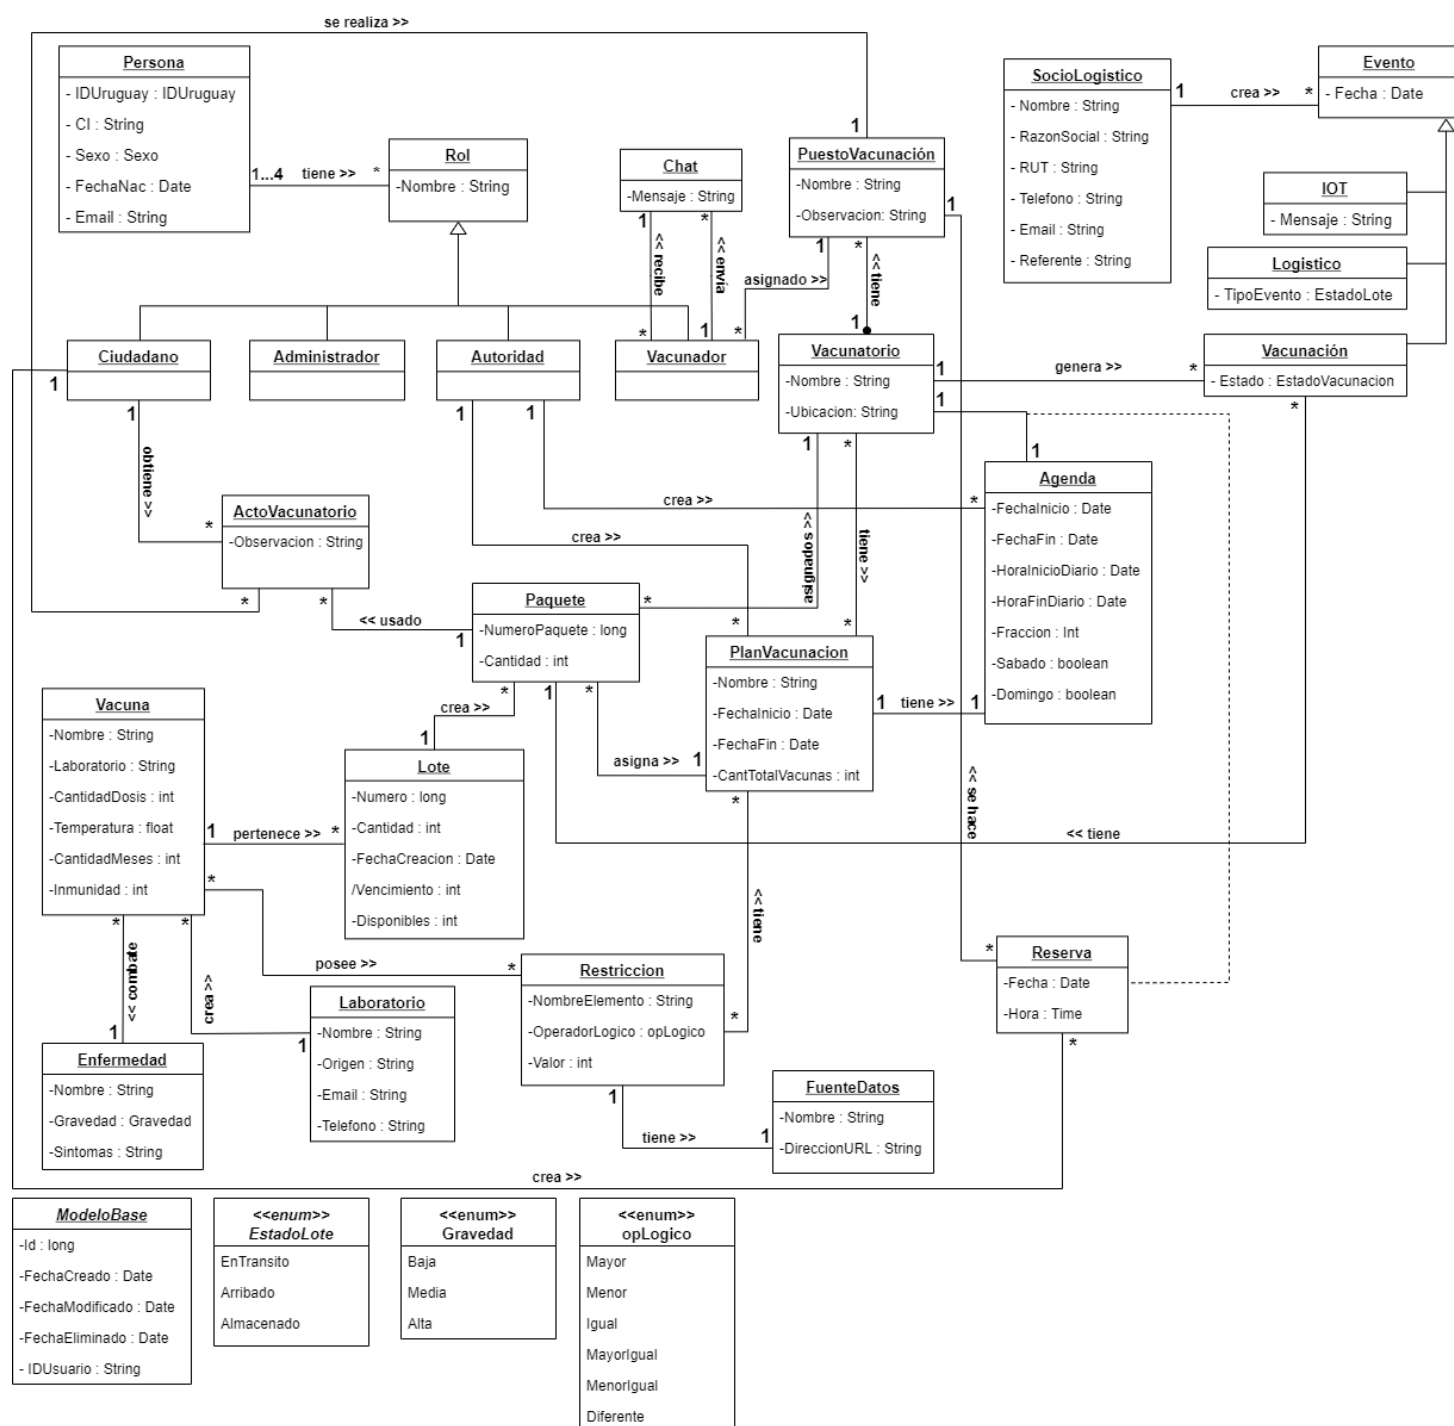 se realiza >>
Persona
- IDUruguay : IDUruguay
- CI : String
- Sexo : Sexo
- FechaNac : Date
- Email : String
1...4
tiene >>
*
Rol
-Nombre : String
Chat
-Mensaje : String
1
<< recibe
*
*
<< envía
1
1
PuestoVacunación
-Nombre : String
-Observacion: String
1
1
asignado >>
*
*
<< tiene
1
SocioLogistico
- Nombre : String
- RazonSocial : String
- RUT : String
- Telefono : String
- Email : String
- Referente : String
1
crea >>
*
Evento
- Fecha : Date
IOT
- Mensaje : String
Logistico
- TipoEvento : EstadoLote
Vacunación
- Estado : EstadoVacunacion
*
Ciudadano
1
1
Administrador
Autoridad
1
1
Vacunador
Vacunatorio
-Nombre : String
-Ubicacion: String
1
genera >>
*
1
1
1
*
obtiene >>
*
ActoVacunatorio
-Observacion : String
*
*
crea >>
*
Agenda
-FechaInicio : Date
-FechaFin : Date
-HoraInicioDiario : Date
-HoraFinDiario : Date
-Fraccion : Int
-Sabado : boolean
-Domingo : boolean
crea >>
*
asignados >>
*
tiene >>
*
<< usado
1
Paquete
-NumeroPaquete : long
-Cantidad : int
*
1
*
PlanVacunacion
-Nombre : String
-FechaInicio : Date
-FechaFin : Date
-CantTotalVacunas : int
1
tiene >>
1
*
crea >>
1
asigna >>
1
<< tiene
<< se hace
*
Vacuna
-Nombre : String
-Laboratorio : String
-CantidadDosis : int
-Temperatura : float
-CantidadMeses : int
-Inmunidad : int
1
pertenece >>
*
*
*
*
Lote
-Numero : long
-Cantidad : int
-FechaCreacion : Date
/Vencimiento : int
-Disponibles : int
<< tiene
*
posee >>
*
Restriccion
-NombreElemento : String
-OperadorLogico : opLogico
-Valor : int
1
Reserva
-Fecha : Date
-Hora : Time
*
<< combate
1
crea >>
1
Laboratorio
-Nombre : String
-Origen : String
-Email : String
-Telefono : String
Enfermedad
-Nombre : String
-Gravedad : Gravedad
-Sintomas : String
tiene >>
1
FuenteDatos
-Nombre : String
-DireccionURL : String
crea >>
ModeloBase
-Id : long
-FechaCreado : Date
-FechaModificado : Date
-FechaEliminado : Date
- IDUsuario : String
<<enum>>
EstadoLote
EnTransito
Arribado
Almacenado
<<enum>>
Gravedad
Baja
Media
Alta
<<enum>>
opLogico
Mayor
Menor
Igual
MayorIgual
MenorIgual
Diferente